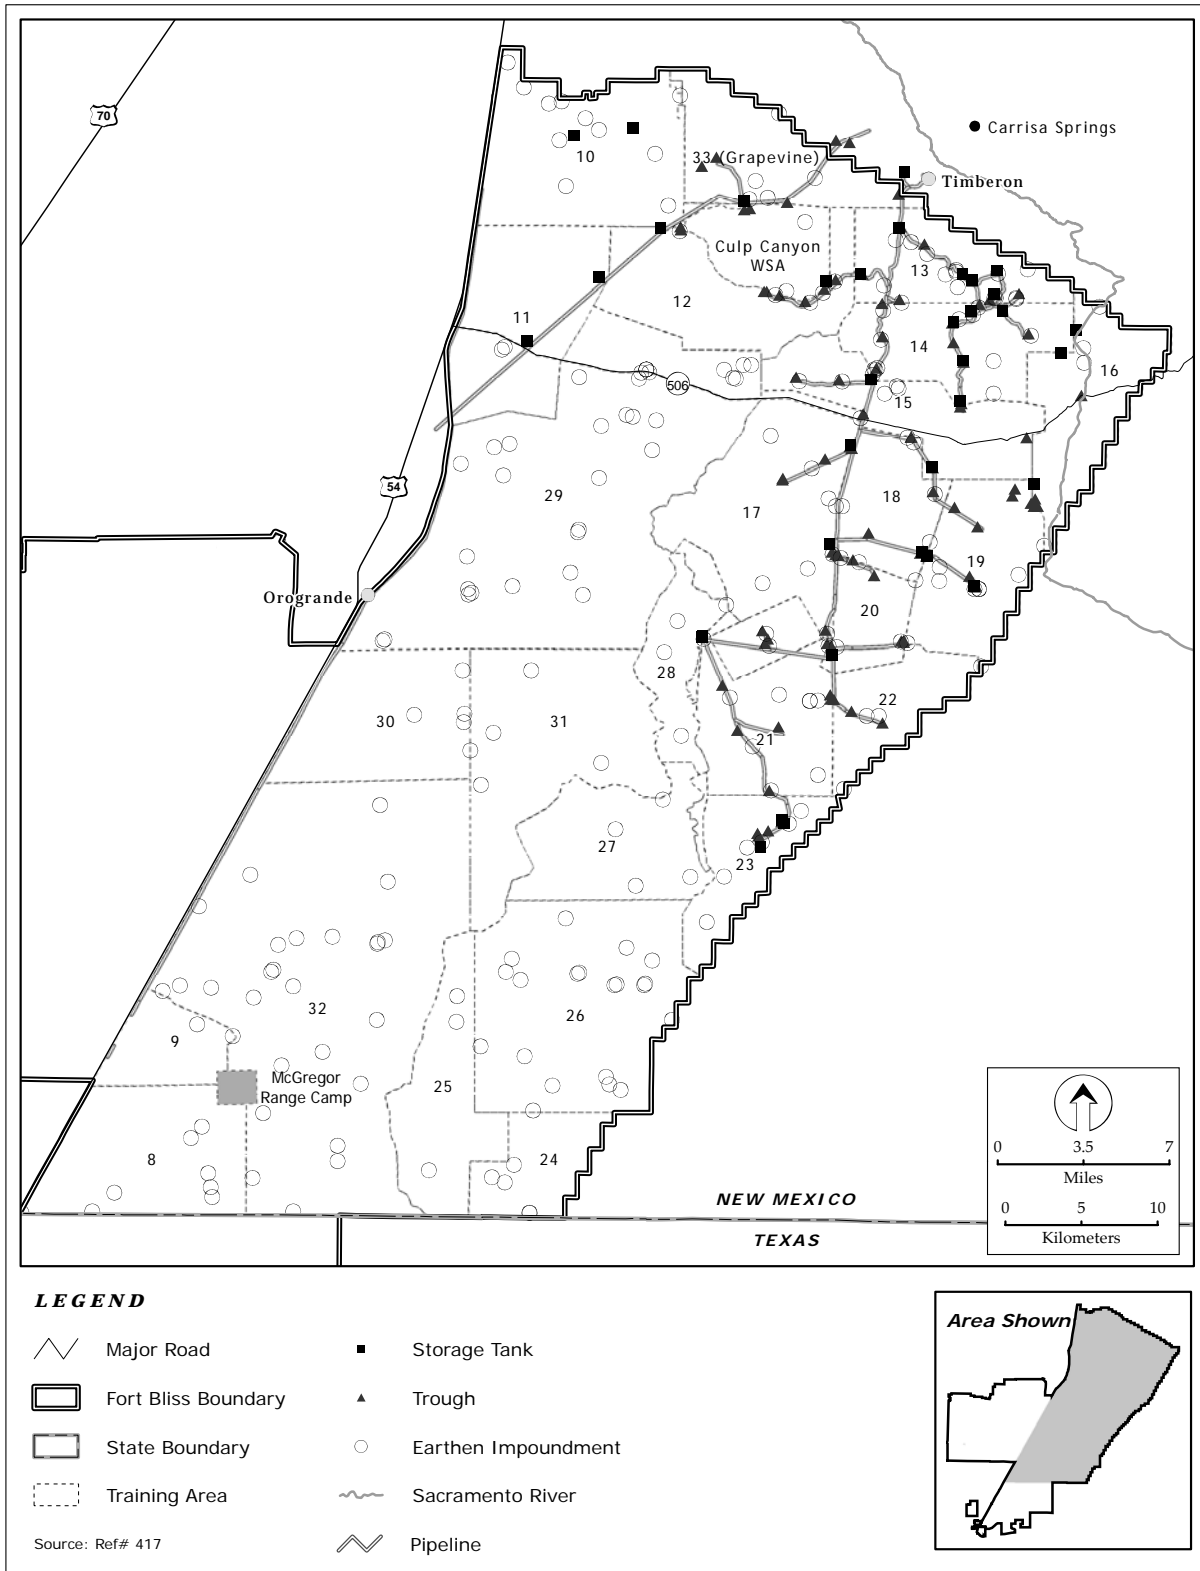 70
Carrisa Springs
10
33 (Grapevine)
Timberon
Culp Canyon
WSA
13
12
11
14
16
506
15
54
29
17
18
19
Orogrande
20
28
30
31
22
21
27
23
32
26
9
McGregor
Range Camp
25
8
24
0
3.5
7
Miles
0
5
10
Kilometers
NEW MEXICO
TEXAS
LEGEND
Major Road
Fort Bliss Boundary
State Boundary
Training Area
Source: Ref# 417
Storage Tank
Trough
Earthen Impoundment
Sacramento River
Pipeline
Area Shown